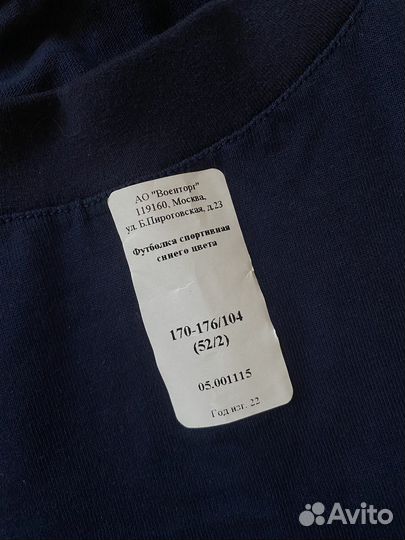 АО "Военторг"
119160, Москва,
ул. Б.Пироговская, д.23
Футболка спортивная
синего цвета
170-176/104
(52/2)
05.001115
Год изг. 22
Avito